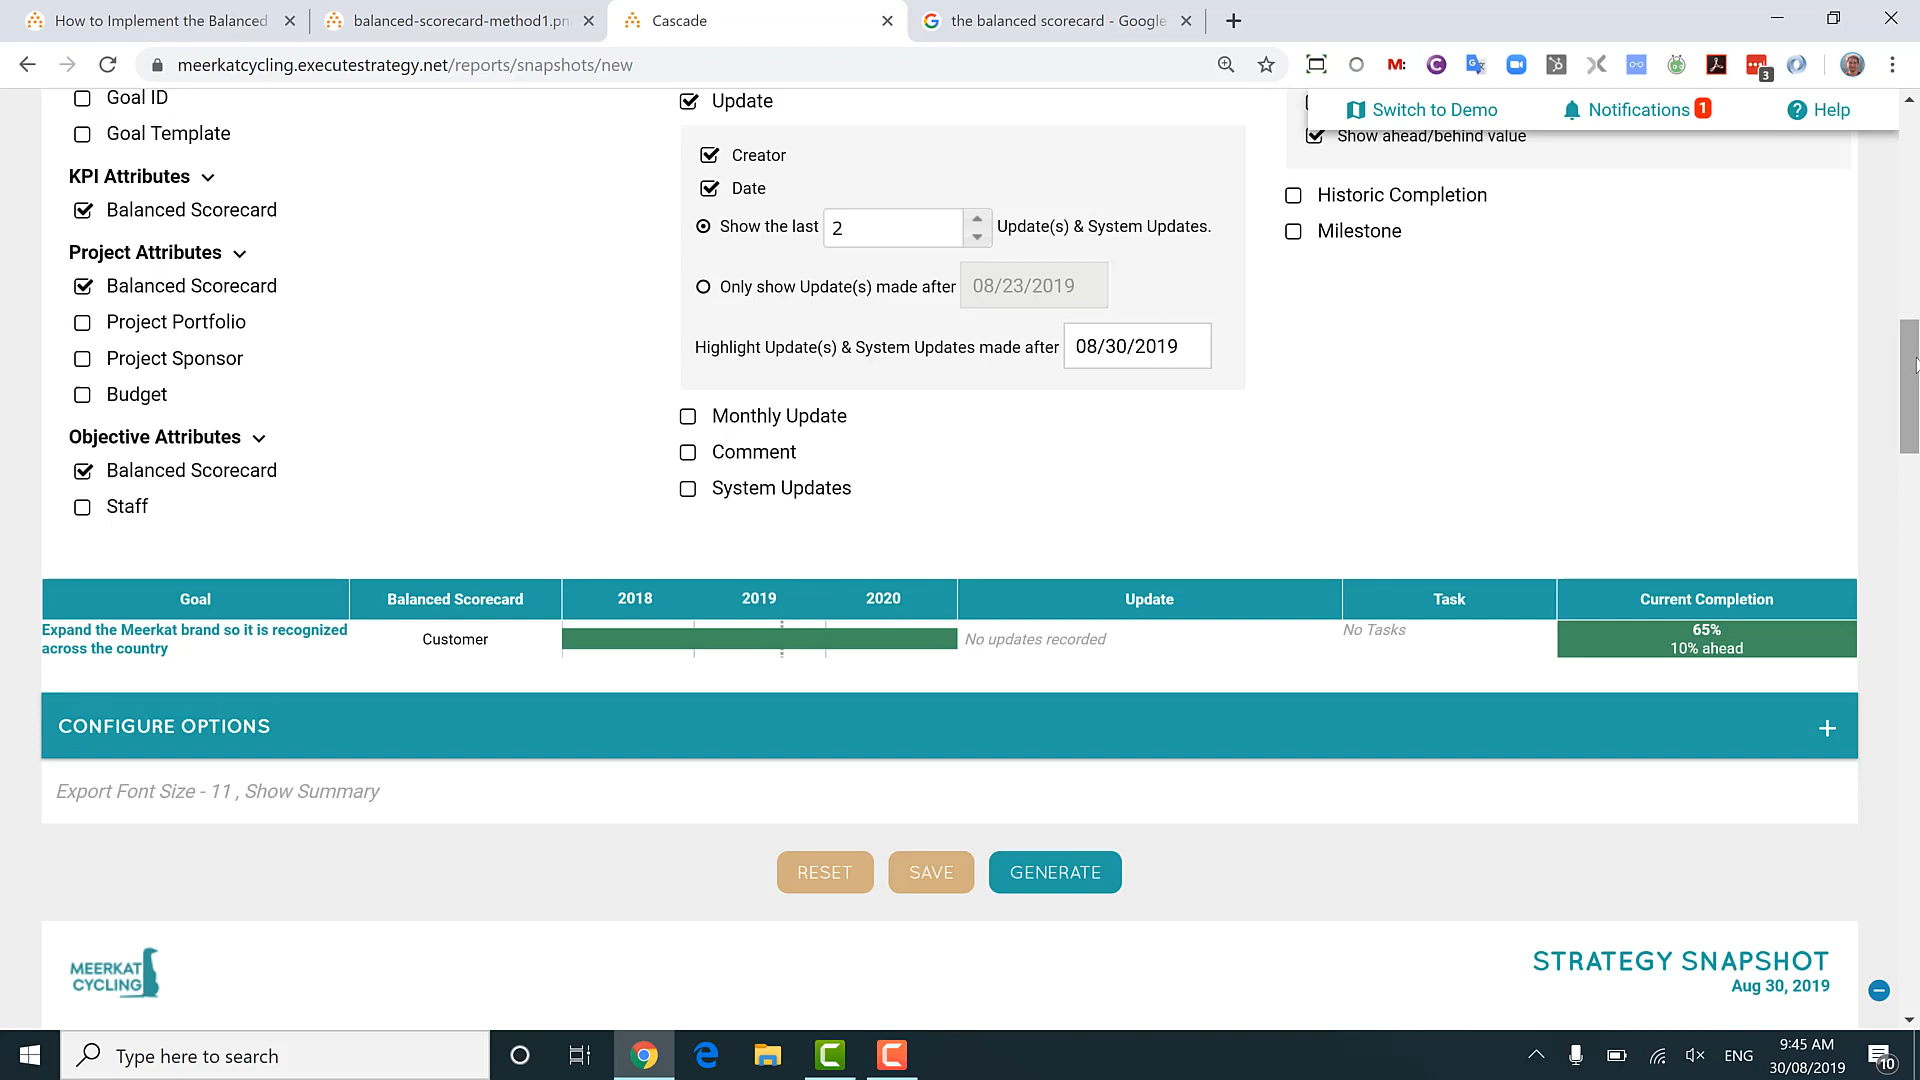 How to Implement the Balanced
balanced-scorecard-method1.pn
Cascade
the balanced scorecard - Google
meerkatcycling.executestrategy.net/reports/snapshots/new
M:
3
Switch to Demo
Notifications 1
Help
Goal ID
Goal Template
KPI Attributes
Balanced Scorecard
Project Attributes
Balanced Scorecard
Project Portfolio
Project Sponsor
Budget
Objective Attributes
Balanced Scorecard
Staff
Update
Creator
Date
Show the last 2 Update(s) & System Updates.
Only show Update(s) made after 08/23/2019
Highlight Update(s) & System Updates made after 08/30/2019
Monthly Update
Comment
System Updates
Show ahead/behind value
Historic Completion
Milestone
Goal Balanced Scorecard 2018 2019 2020 Update Task Current Completion
Expand the Meerkat brand so it is recognized
across the country
Customer
No updates recorded
No Tasks
65%
10% ahead
CONFIGURE OPTIONS
Export Font Size - 11 , Show Summary
RESET SAVE GENERATE
MEERKAT
CYCLING
STRATEGY SNAPSHOT
Aug 30, 2019
Type here to search
ENG
9:45 AM
30/08/2019
10